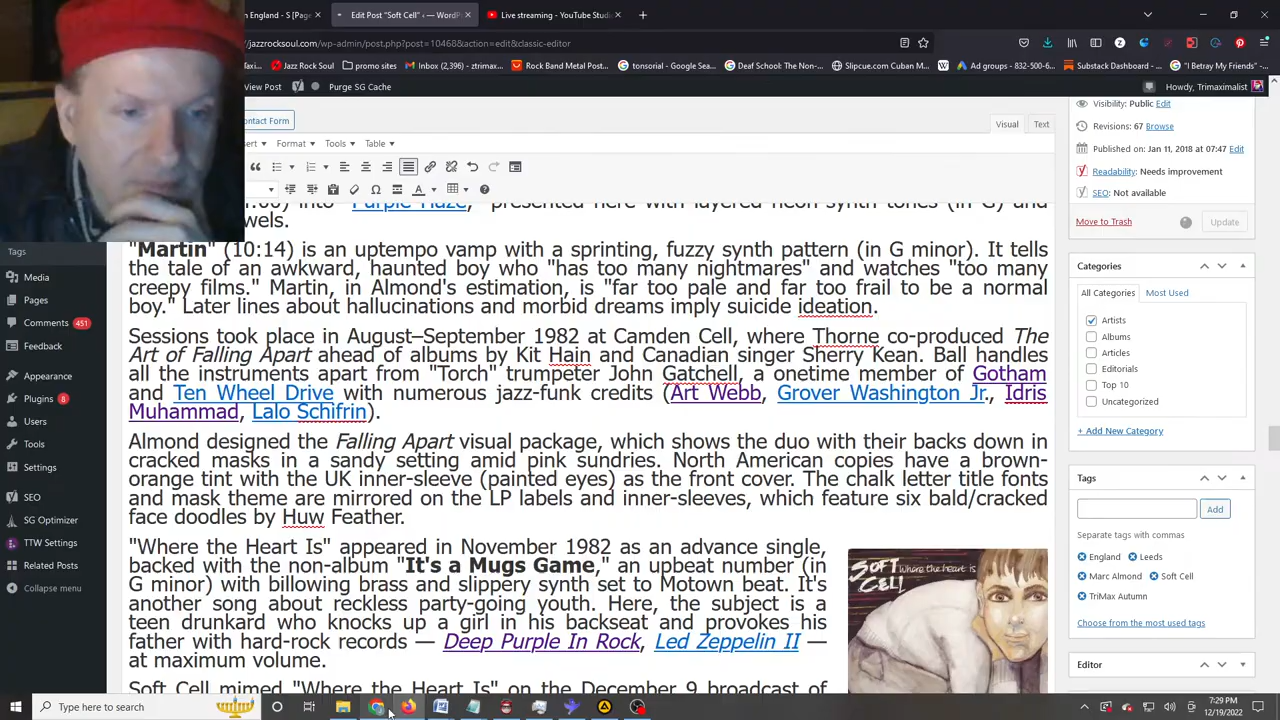 n England - S [Page
Edit Post "Soft Cell" ‹ — WordPr
Live streaming - YouTube Studio
jazzrocksoul.com/wp-admin/post.php?post=10468&action=edit&classic-editor
Taxi...
Jazz Rock Soul
promo sites
Inbox (6,296) - ztrimax...
Rock Band Metal Post...
tonsorial - Google Sea...
Deaf School: The Non-...
Slipcue.com Cuban M...
Ad groups - 832-500-6...
Substack Dashboard
"I Betray My Friends"...
View Post
Purge SG Cache
Howdy, Trimaximalist
ontact Form
Visual
Text
sert
Format
Tools
Table
into "Purple Haze," presented here with layered neon synth tones (in G) and
wels.
"Martin" (10:14) is an uptempo vamp with a sprinting, fuzzy synth pattern (in G minor). It tells
the tale of an awkward, haunted boy who "has too many nightmares" and watches "too many
creepy films." Martin, in Almond's estimation, is "far too pale and far too frail to be a normal
boy." Later lines about hallucinations and morbid dreams imply suicide ideation.
Sessions took place in August–September 1982 at Camden Cell, where Thorne co-produced The
Art of Falling Apart ahead of albums by Kit Hain and Canadian singer Sherry Kean. Ball handles
all the instruments apart from "Torch" trumpeter John Gatchell, a onetime member of Gotham
and Ten Wheel Drive with numerous jazz-funk credits (Art Webb, Grover Washington Jr., Idris
Muhammad, Lalo Schifrin).
Almond designed the Falling Apart visual package, which shows the duo with their backs down in
cracked masks in a sandy setting amid pink sundries. North American copies have a brown-
orange tint with the UK inner-sleeve (painted eyes) as the front cover. The chalk letter title fonts
and mask theme are mirrored on the LP labels and inner-sleeves, which feature six bald/cracked
face doodles by Huw Feather.
"Where the Heart Is" appeared in November 1982 as an advance single,
backed with the non-album "It's a Mugs Game," an upbeat number (in
G minor) with billowing brass and slippery synth set to Motown beat. It's
another song about reckless party-going youth. Here, the subject is a
teen drunkard who knocks up a girl in his backseat and provokes his
father with hard-rock records — Deep Purple In Rock, Led Zeppelin II —
at maximum volume.
Soft Cell mimed "Where the Heart Is" on the December 9 broadcast of
SOFT CELL
Where the heart is
Tags
Media
Pages
Comments 451
Feedback
Appearance
Plugins 8
Users
Tools
Settings
SEO
SG Optimizer
TTW Settings
Related Posts
Collapse menu
Visibility: Public Edit
Revisions: 67 Browse
Published on: Jan 11, 2018 at 07:47 Edit
Readability: Needs improvement
SEO: Not available
Move to Trash
Update
Categories
All Categories
Most Used
Artists
Albums
Articles
Editorials
Top 10
Uncategorized
+ Add New Category
Tags
Add
Separate tags with commas
England
Leeds
Marc Almond
Soft Cell
TriMax Autumn
Choose from the most used tags
Editor
Type here to search
7:29 PM
12/19/2022